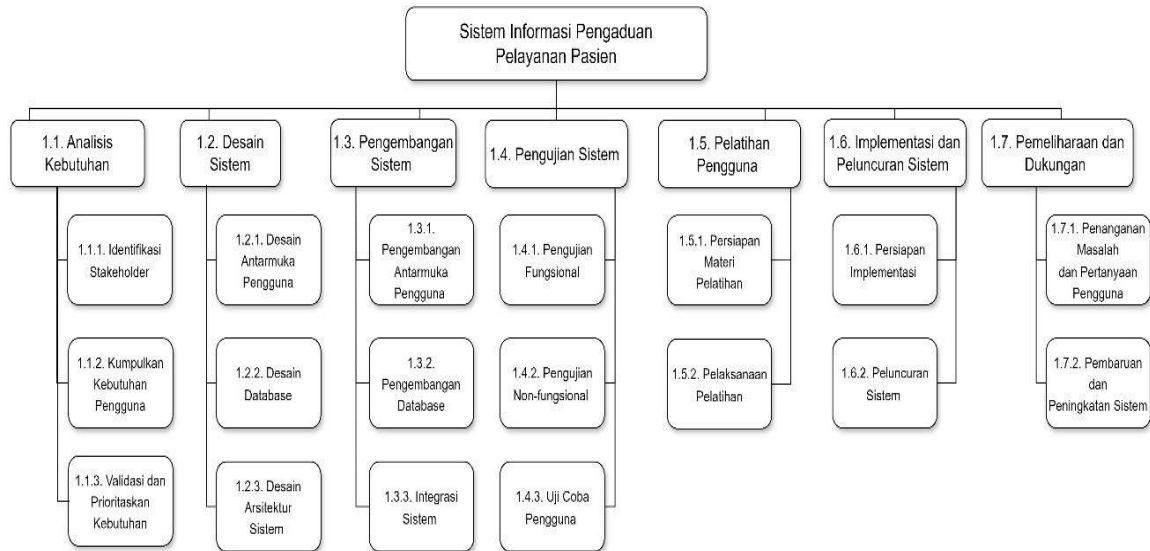 Sistem Informasi Pengaduan
Pelayanan Pasien
1.1. Analisis
Kebutuhan
1.2. Desain
Sistem
1.3. Pengembangan
Sistem
1.4. Pengujian Sistem
1.5. Pelatihan
Pengguna
1.6. Implementasi dan
Peluncuran Sistem
1.7. Pemeliharaan dan
Dukungan
1.1.1. Identifikasi
Stakeholder
1.2.1. Desain
Antarmuka
Pengguna
1.3.1.
Pengembangan
Antarmuka
Pengguna
1.4.1. Pengujian
Fungsional
1.5.1. Persiapan
Materi
Pelatihan
1.6.1. Persiapan
Implementasi
1.7.1. Penanganan
Masalah
dan Pertanyaan
Pengguna
1.1.2. Kumpulkan
Kebutuhan
Pengguna
1.2.2. Desain
Database
1.3.2.
Pengembangan
Database
1.4.2. Pengujian
Non-fungsional
1.5.2. Pelaksanaan
Pelatihan
1.6.2. Peluncuran
Sistem
1.7.2. Pembaruan
dan
Peningkatan Sistem
1.1.3. Validasi dan
Prioritaskan
Kebutuhan
1.2.3. Desain
Arsitektur
Sistem
1.3.3. Integrasi
Sistem
1.4.3. Uji Coba
Pengguna